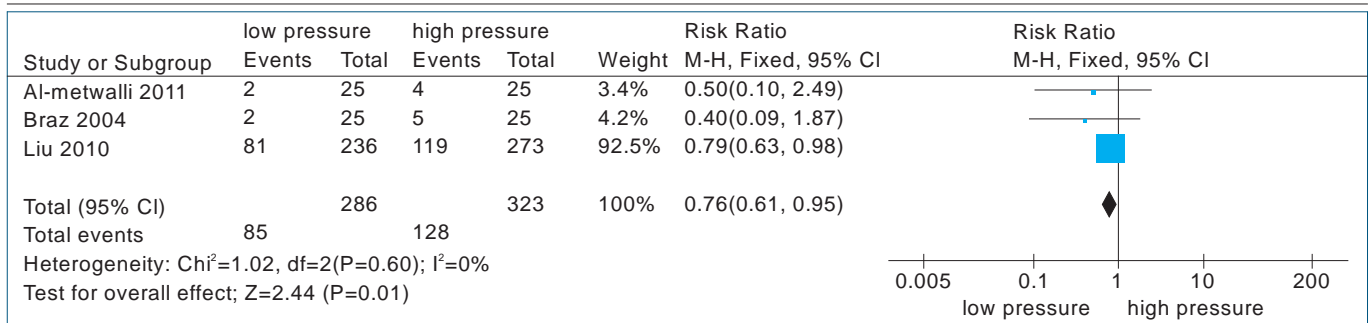 low pressure high pressure Risk Ratio Risk Ratio
Study or Subgroup Events Total Events Total Weight M-H, Fixed, 95% CI M-H, Fixed, 95% CI
Al-metwalli 2011 2 25 4 25 3.4% 0.50(0.10, 2.49)
Braz 2004 2 25 5 25 4.2% 0.40(0.09, 1.87)
Liu 2010 81 236 119 273 92.5% 0.79(0.63, 0.98)
Total (95% CI) 286 323 100% 0.76(0.61, 0.95)
Total events 85 128
Heterogeneity: Chi²=1.02, df=2(P=0.60); I²=0%
Test for overall effect; Z=2.44 (P=0.01)
0.005 0.1 1 10 200
low pressure high pressure